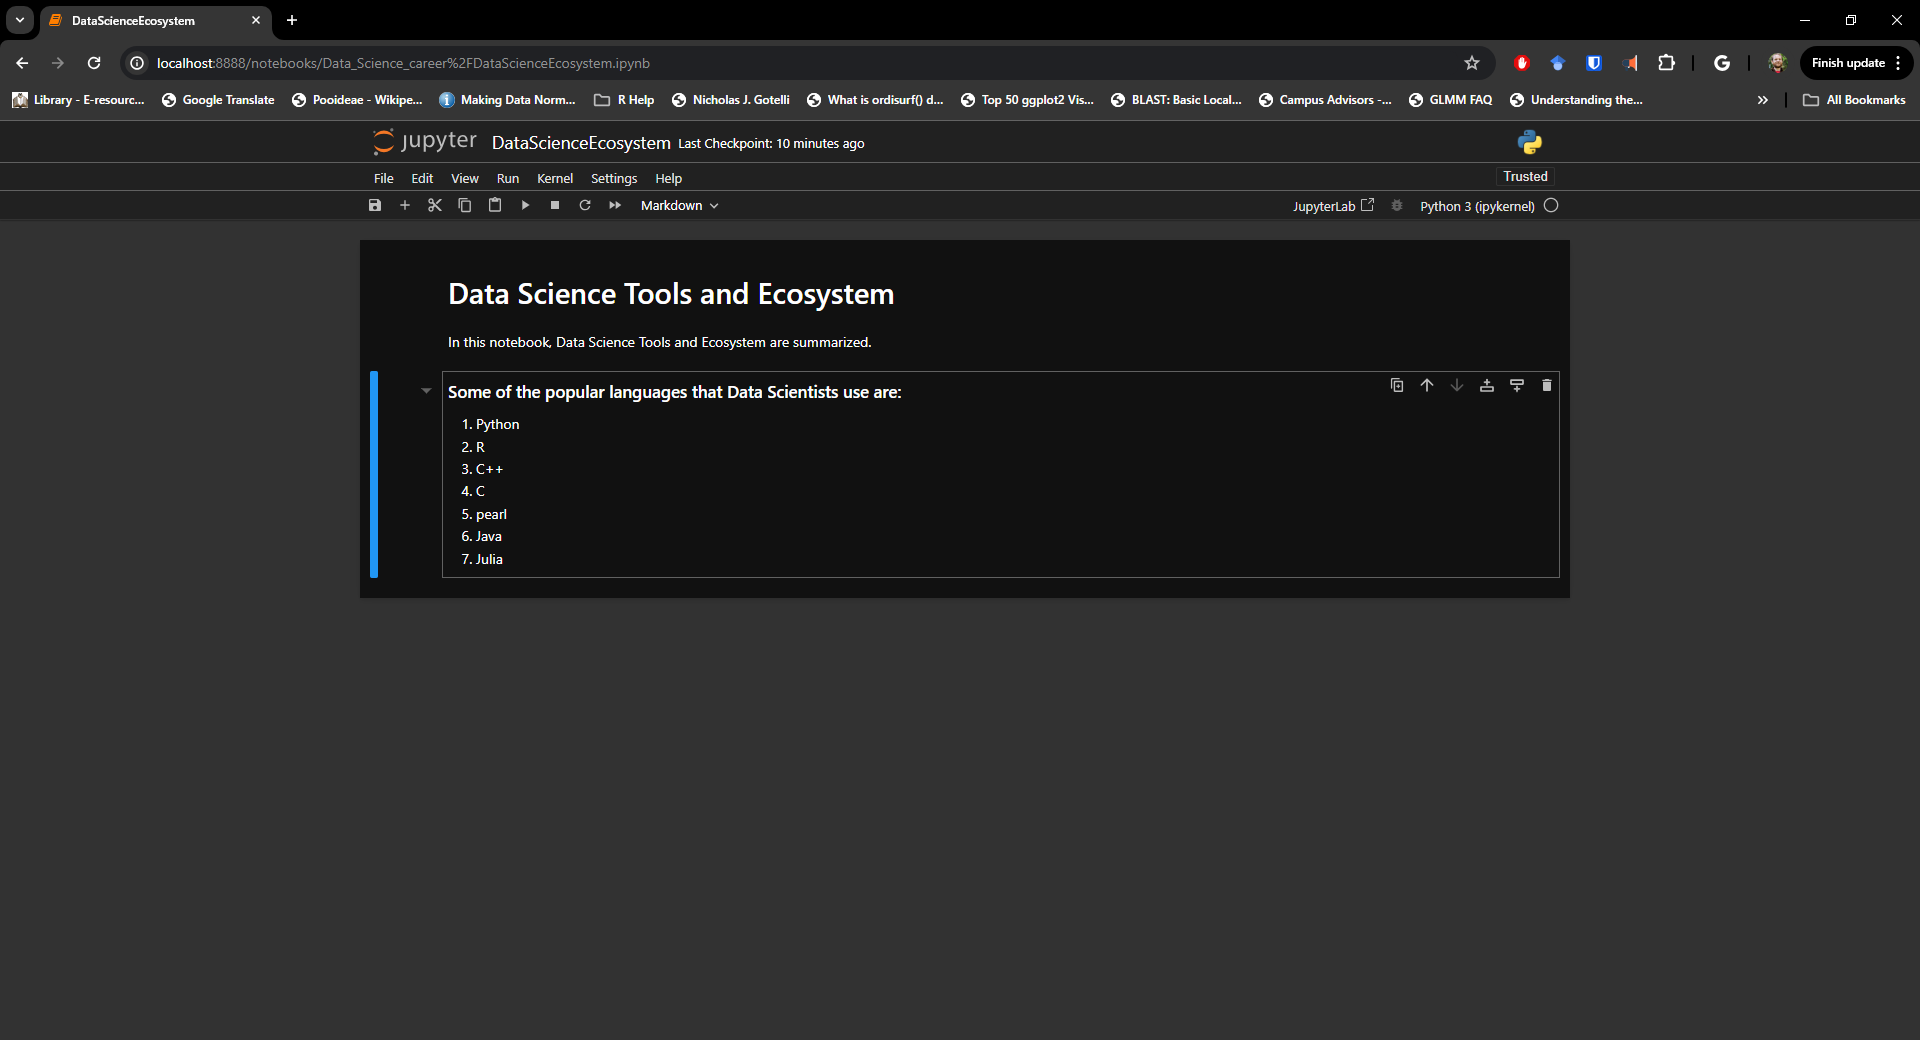 DataScienceEcosystem
localhost:8888/notebooks/Data_Science_career%2FDataScienceEcosystem.ipynb
Finish update
Library - E-resourc... Google Translate Pooideae - Wikipe... Making Data Norm... R Help Nicholas J. Gotelli What is ordisurf() d... Top 50 ggplot2 Vis... BLAST: Basic Local... Campus Advisors -... GLMM FAQ Understanding the... All Bookmarks
jupyter DataScienceEcosystem Last Checkpoint: 10 minutes ago
File Edit View Run Kernel Settings Help Trusted
Markdown JupyterLab Python 3 (ipykernel)
Data Science Tools and Ecosystem
In this notebook, Data Science Tools and Ecosystem are summarized.
Some of the popular languages that Data Scientists use are:
1. Python
2. R
3. C++
4. C
5. pearl
6. Java
7. Julia